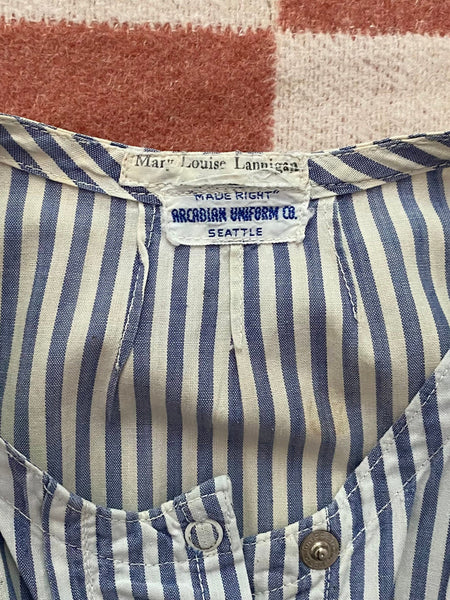 Mary Louise Lannigan
"MADE RIGHT"
ARCADIAN UNIFORM CO.
SEATTLE